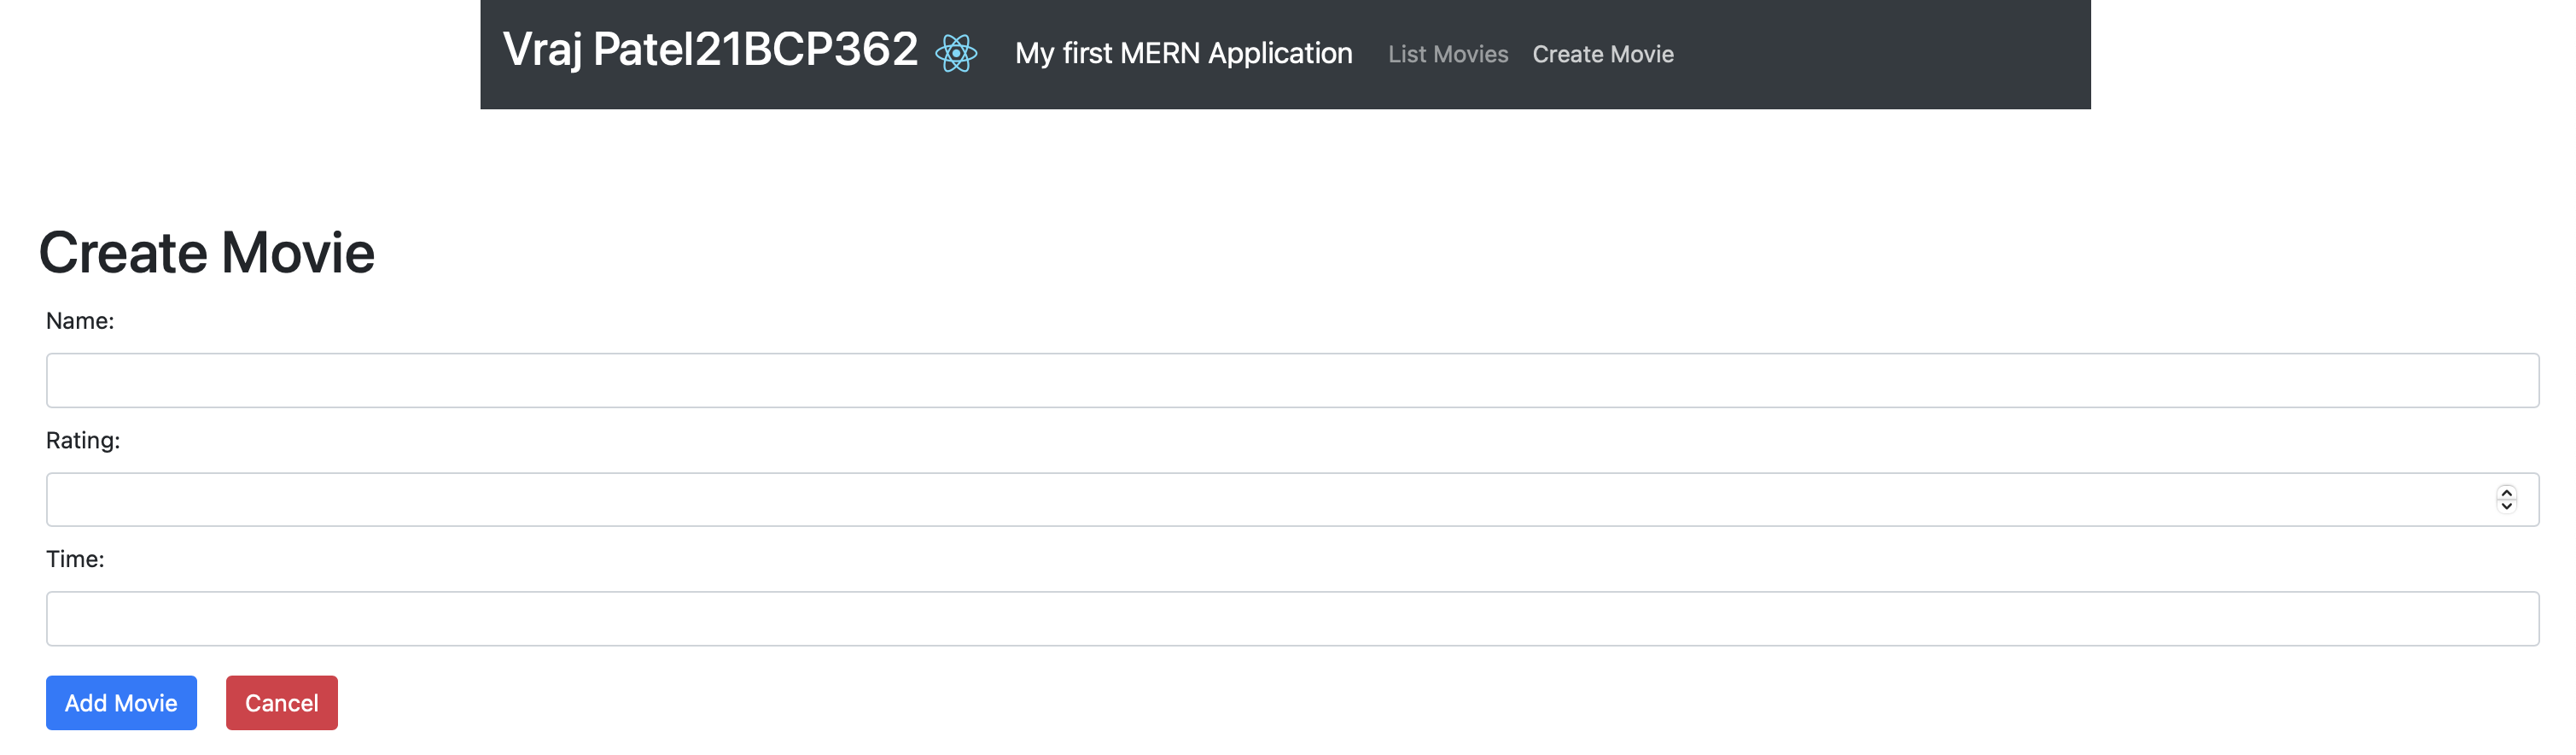 Vraj Patel21BCP362 My first MERN Application List Movies Create Movie
Create Movie
Name:
Rating:
Time:
Add Movie Cancel